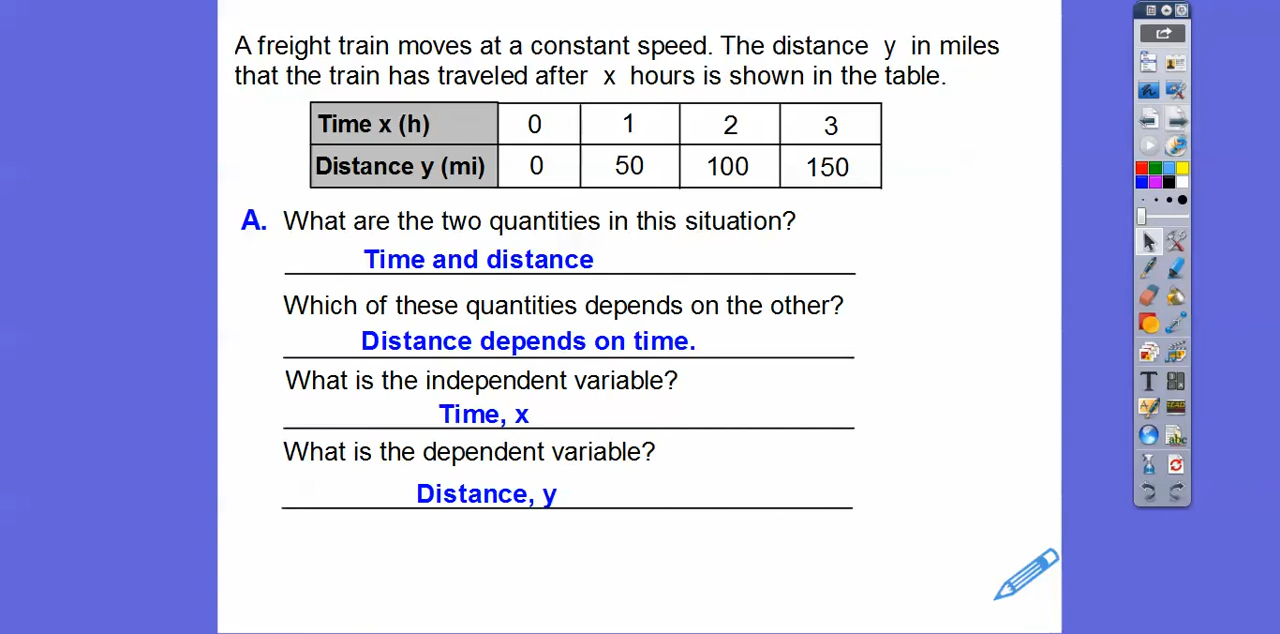 A freight train moves at a constant speed. The distance y in miles
that the train has traveled after x hours is shown in the table.
Time x (h) 0 1 2 3
Distance y (mi) 0 50 100 150
A. What are the two quantities in this situation?
Time and distance
Which of these quantities depends on the other?
Distance depends on time.
What is the independent variable?
Time, x
What is the dependent variable?
Distance, y
T
abc